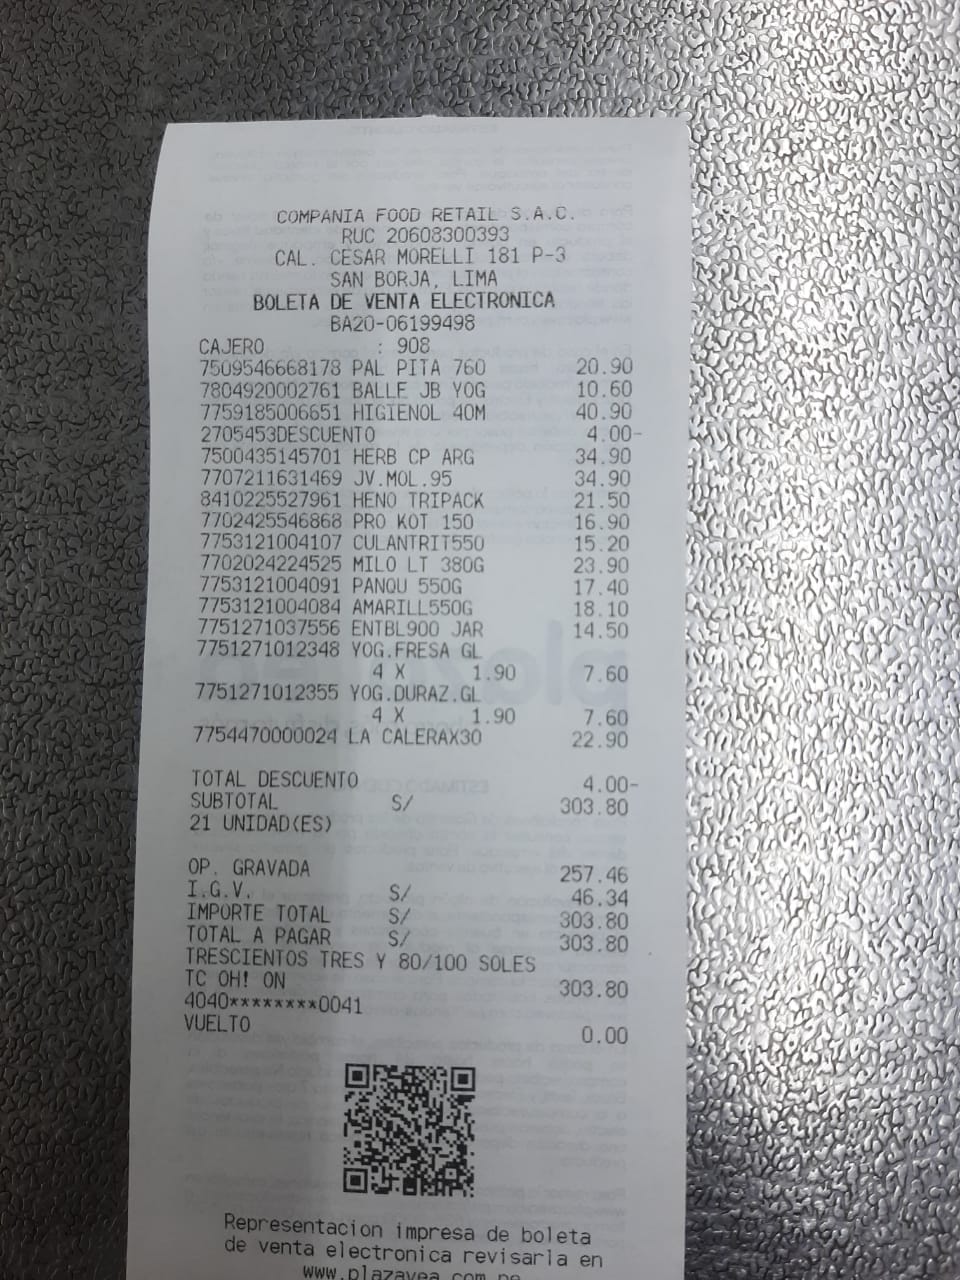 COMPANIA FOOD RETAIL S.A.C.
RUC 20608300393
CAL. CESAR MORELLI 181 P-3
SAN BORJA, LIMA
BOLETA DE VENTA ELECTRONICA
BA20-06199498
CAJERO : 908
7509546668178 PAL PITA 760 20.90
7804920002761 BALLE JB YOG 10.60
7759185006651 HIGIENOL 40M 40.90
2705453DESCUENTO 4.00-
7500435145701 HERB CP ARG 34.90
7707211631469 JV.MOL.95 34.90
8410225527961 HENO TRIPACK 21.50
7702425546868 PRO KOT 150 16.90
7753121004107 CULANTRIT550 15.20
7702024224525 MILO LT 380G 23.90
7753121004091 PANQU 550G 17.40
7753121004084 AMARILL550G 18.10
7751271037556 ENTBL900 JAR 14.50
7751271012348 YOG.FRESA GL
4 X 1.90 7.60
7751271012355 YOG.DURAZ.GL
4 X 1.90 7.60
7754470000024 LA CALERAX30 22.90
TOTAL DESCUENTO 4.00-
SUBTOTAL S/ 303.80
21 UNIDAD(ES)
OP. GRAVADA 257.46
I.G.V. S/ 46.34
IMPORTE TOTAL S/ 303.80
TOTAL A PAGAR S/ 303.80
TRESCIENTOS TRES Y 80/100 SOLES
TC OH! ON 303.80
4040********0041
VUELTO 0.00
Representacion impresa de boleta
de venta electronica revisarla en
www.plazavea.com.pe